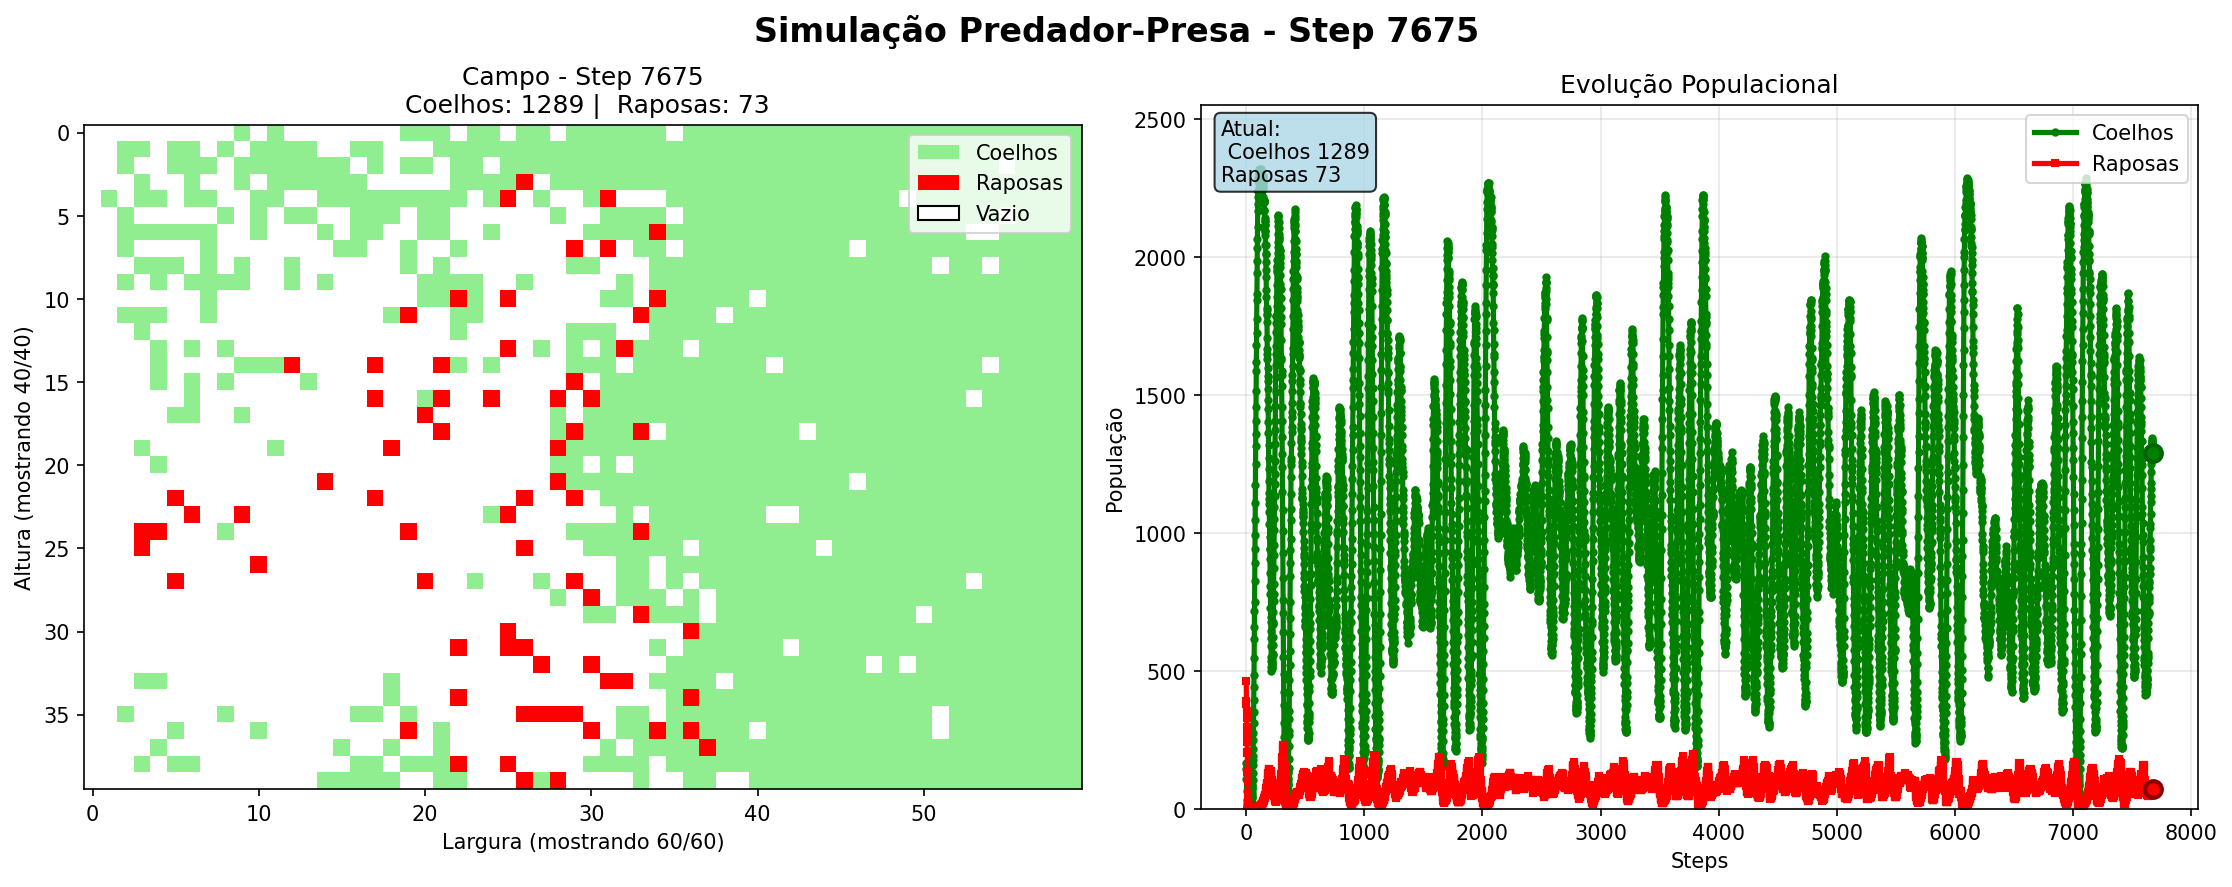 Simulação Predador-Presa - Step 7675
Campo - Step 7675
Coelhos: 1289 |  Raposas: 73
Coelhos
Raposas
Vazio
0
5
10
15
20
25
30
35
Altura (mostrando 40/40)
0
10
20
30
40
50
Largura (mostrando 60/60)
Evolução Populacional
Atual:
Coelhos 1289
Raposas 73
Coelhos
Raposas
2500
2000
1500
1000
500
0
População
0
1000
2000
3000
4000
5000
6000
7000
8000
Steps